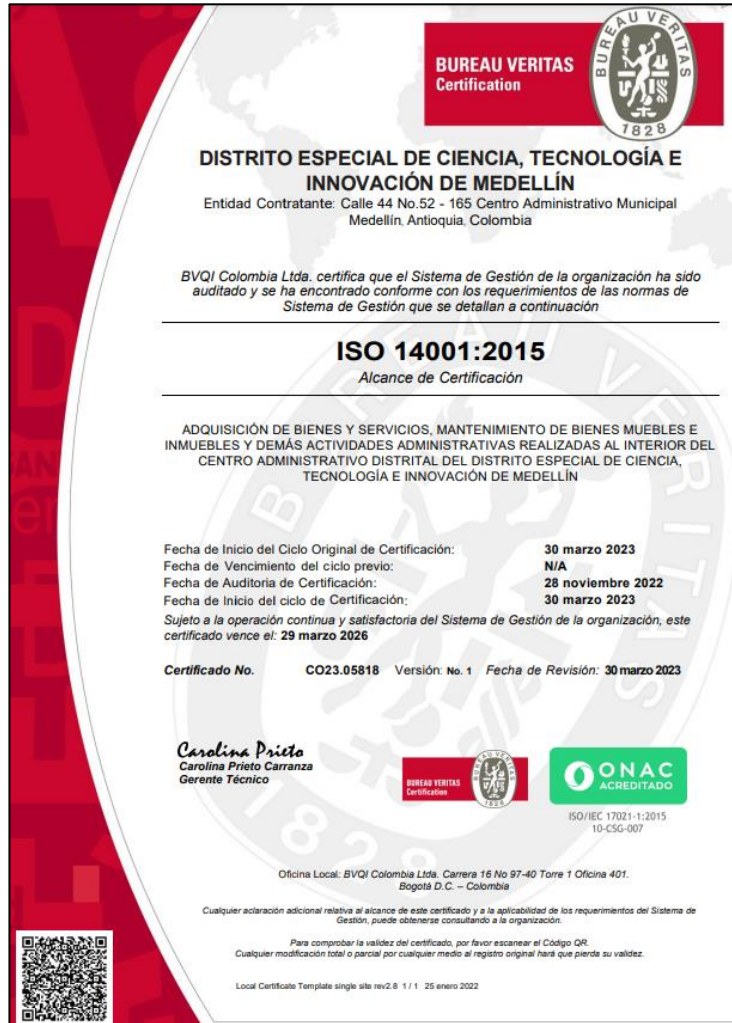 BUREAU VERITAS
Certification
BUREAU VERITAS
1828
DISTRITO ESPECIAL DE CIENCIA, TECNOLOGÍA E
INNOVACIÓN DE MEDELLÍN
Entidad Contratante: Calle 44 No.52 - 165 Centro Administrativo Municipal
Medellín, Antioquia, Colombia
BVQI Colombia Ltda. certifica que el Sistema de Gestión de la organización ha sido
auditado y se ha encontrado conforme con los requerimientos de las normas de
Sistema de Gestión que se detallan a continuación
ISO 14001:2015
Alcance de Certificación
ADQUISICIÓN DE BIENES Y SERVICIOS, MANTENIMIENTO DE BIENES MUEBLES E
INMUEBLES Y DEMÁS ACTIVIDADES ADMINISTRATIVAS REALIZADAS AL INTERIOR DEL
CENTRO ADMINISTRATIVO DISTRITAL DEL DISTRITO ESPECIAL DE CIENCIA,
TECNOLOGÍA E INNOVACIÓN DE MEDELLÍN
Fecha de Inicio del Ciclo Original de Certificación: 30 marzo 2023
Fecha de Vencimiento del ciclo previo: N/A
Fecha de Auditoria de Certificación: 28 noviembre 2022
Fecha de Inicio del ciclo de Certificación: 30 marzo 2023
Sujeto a la operación continua y satisfactoria del Sistema de Gestión de la organización, este
certificado vence el: 29 marzo 2026
Certificado No. CO23.05818 Versión: No. 1 Fecha de Revisión: 30 marzo 2023
Carolina Prieto
Carolina Prieto Carranza
Gerente Técnico
BUREAU VERITAS
Certification
1828
ONAC
ACREDITADO
ISO/IEC 17021-1:2015
10-CSG-007
Oficina Local: BVQI Colombia Ltda. Carrera 16 No 97-40 Torre 1 Oficina 401.
Bogotá D.C. – Colombia
Cualquier aclaración adicional relativa al alcance de este certificado y a la aplicabilidad de los requerimientos del Sistema de
Gestión, puede obtenerse consultando a la organización.
Para comprobar la validez del certificado, por favor escanear el Código QR.
Cualquier modificación total o parcial por cualquier medio al registro original hará que pierda su validez.
Local Certificate Template single site rev2.8 1 / 1 25 enero 2022
BUREAU VERITAS
1828